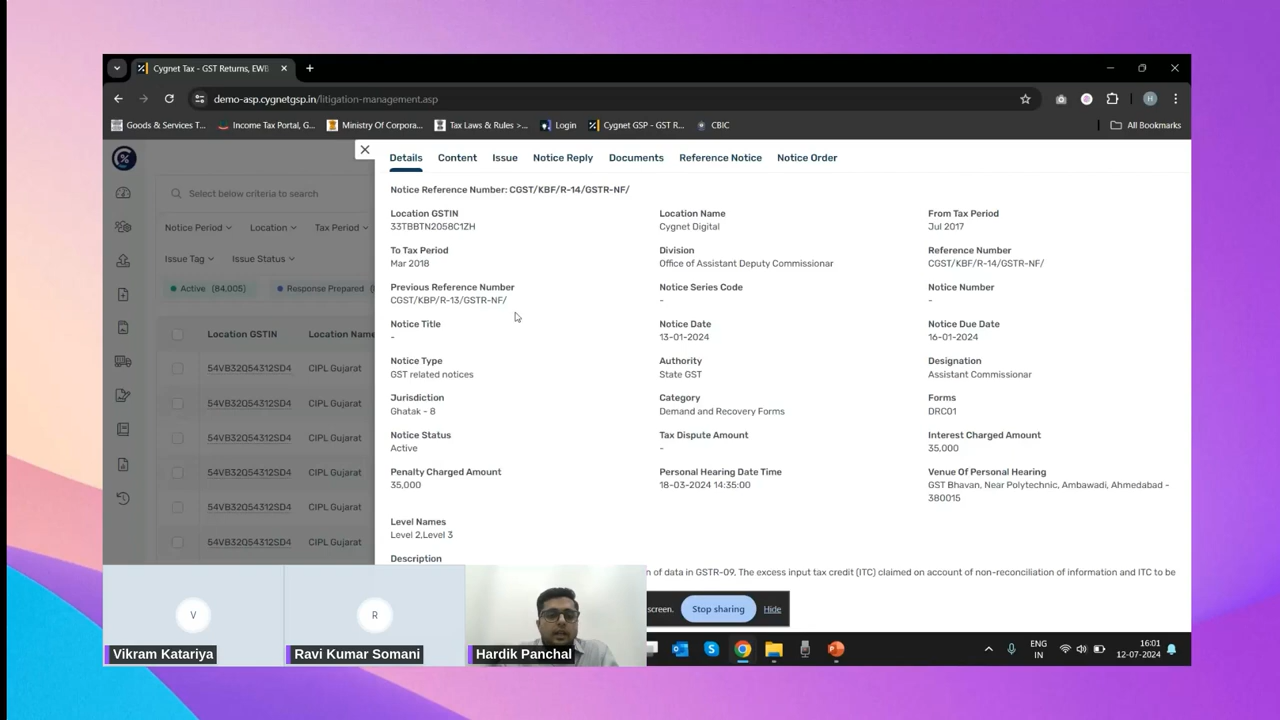 Cygnet Tax - GST Returns, EWB
demo-asp.cygnetgsp.in/litigation-management.asp
Goods & Services T... Income Tax Portal, G... Ministry Of Corpora... Tax Laws & Rules >... Login Cygnet GSP - GST R... CBIC All Bookmarks
Select below criteria to search
Notice Period Location Tax Period
Issue Tag Issue Status
Active (84,005) Response Prepared
Location GSTIN Location Name
54VB32Q54312SD4 CIPL Gujarat
54VB32Q54312SD4 CIPL Gujarat
54VB32Q54312SD4 CIPL Gujarat
54VB32Q54312SD4 CIPL Gujarat
54VB32Q54312SD4 CIPL Gujarat
54VB32Q54312SD4 CIPL Gujarat
Details Content Issue Notice Reply Documents Reference Notice Notice Order
Notice Reference Number: CGST/KBF/R-14/GSTR-NF/
Location GSTIN Location Name From Tax Period
33TBBTN2058C1ZH Cygnet Digital Jul 2017
To Tax Period Division Reference Number
Mar 2018 Office of Assistant Deputy Commissionar CGST/KBF/R-14/GSTR-NF/
Previous Reference Number Notice Series Code Notice Number
CGST/KBP/R-13/GSTR-NF/ - -
Notice Title Notice Date Notice Due Date
- 13-01-2024 16-01-2024
Notice Type Authority Designation
GST related notices State GST Assistant Commissionar
Jurisdiction Category Forms
Ghatak - 8 Demand and Recovery Forms DRC01
Notice Status Tax Dispute Amount Interest Charged Amount
Active - 35,000
Penalty Charged Amount Personal Hearing Date Time Venue Of Personal Hearing
35,000 18-03-2024 14:35:00 GST Bhavan, Near Polytechnic, Ambawadi, Ahmedabad -
380015
Level Names
Level 2,Level 3
Description
n of data in GSTR-09. The excess input tax credit (ITC) claimed on account of non-reconciliation of information and ITC to be
screen. Stop sharing Hide
V R
Vikram Katariya Ravi Kumar Somani Hardik Panchal
ENG
IN
16:01
12-07-2024